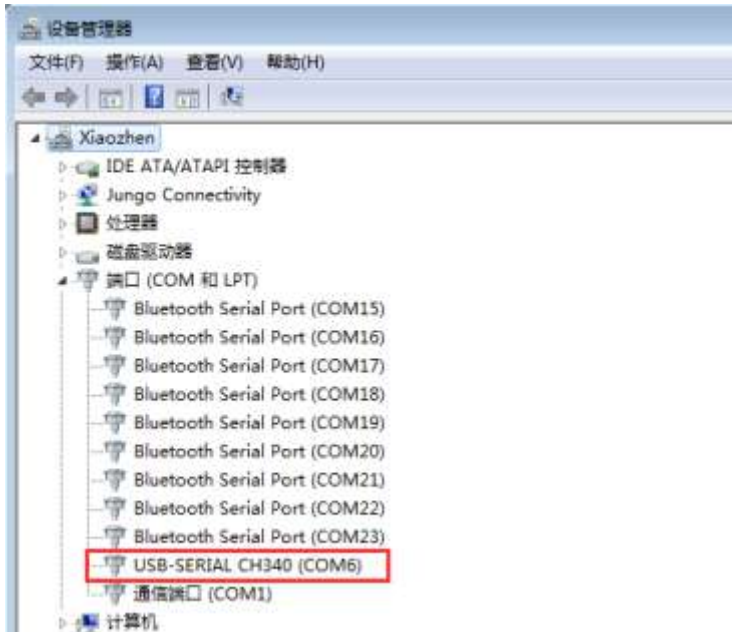 设备管理器
文件(F) 操作(A) 查看(V) 帮助(H)
Xiaozhen
IDE ATA/ATAPI 控制器
Jungo Connectivity
处理器
磁盘驱动器
端口 (COM 和 LPT)
Bluetooth Serial Port (COM15)
Bluetooth Serial Port (COM16)
Bluetooth Serial Port (COM17)
Bluetooth Serial Port (COM18)
Bluetooth Serial Port (COM19)
Bluetooth Serial Port (COM20)
Bluetooth Serial Port (COM21)
Bluetooth Serial Port (COM22)
Bluetooth Serial Port (COM23)
USB-SERIAL CH340 (COM6)
通信端口 (COM1)
计算机